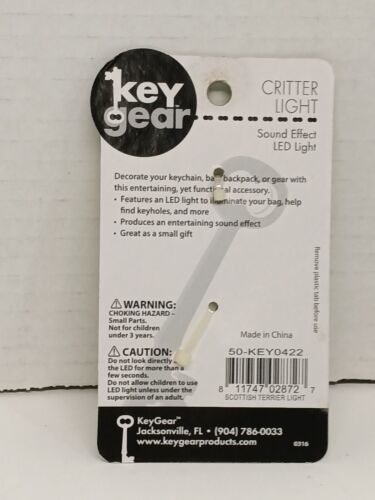 key
gear
CRITTER
LIGHT
Sound Effect
LED Light
Decorate your keychain, bag, backpack, or gear with
this entertaining, yet functional accessory.
• Features an LED light to illuminate your bag, help
find keyholes, and more
• Produces an entertaining sound effect
• Great as a small gift
Remove plastic tab before use
WARNING:
CHOKING HAZARD –
Small Parts.
Not for children
under 3 years.
Made in China
CAUTION:
Do not look directly
the LED for more than a
few seconds.
Do not allow children to use
LED light unless under the
supervision of an adult.
50-KEY0422
8 11747 02872 7
SCOTTISH TERRIER LIGHT
KeyGear™
Jacksonville, FL • (904) 786-0033
www.keygearproducts.com
0316